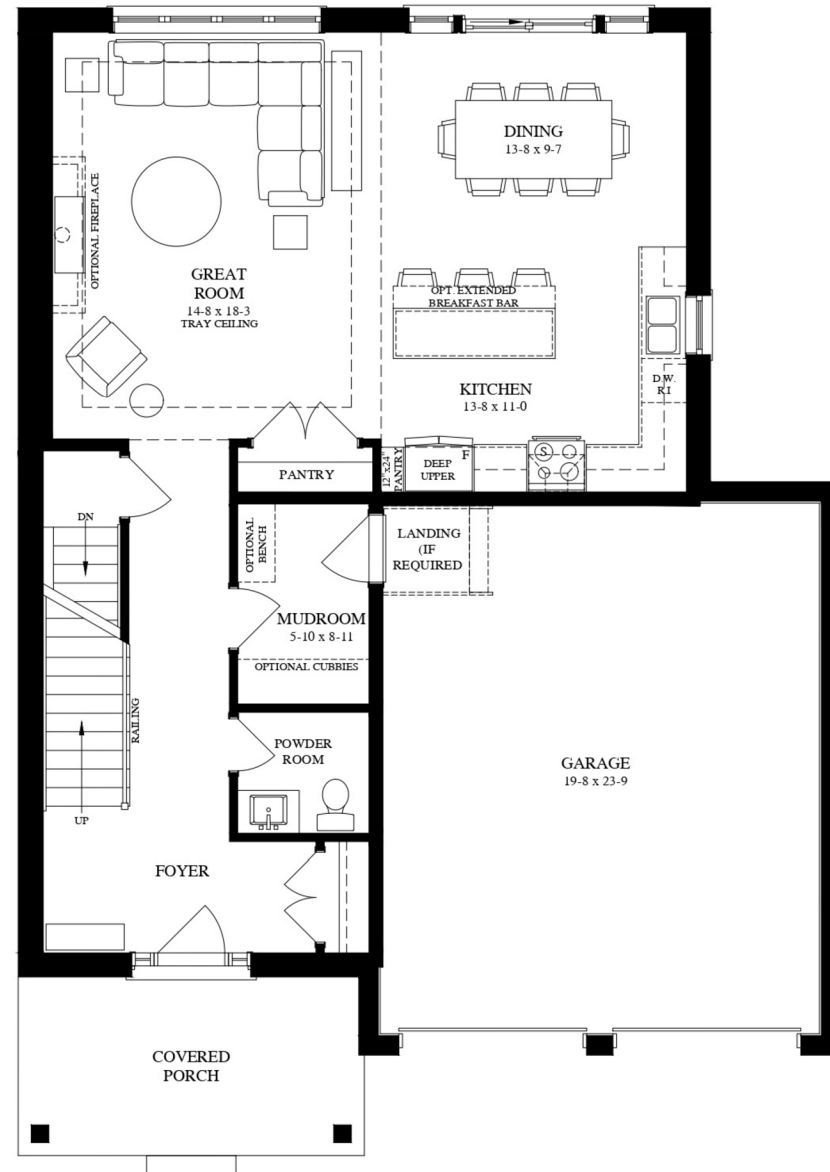 DINING
13-8 x 9-7
OPTIONAL FIREPLACE
GREAT
ROOM
14-8 x 18-3
TRAY CEILING
OPT. EXTENDED
BREAKFAST BAR
KITCHEN
13-8 x 11-0
D.W.
R.I
PANTRY
12"x24"
PANTRY
DEEP
UPPER
F
S
DN
OPTIONAL
BENCH
LANDING
(IF
REQUIRED
MUDROOM
5-10 x 8-11
OPTIONAL CUBBIES
RAILING
UP
POWDER
ROOM
GARAGE
19-8 x 23-9
FOYER
COVERED
PORCH